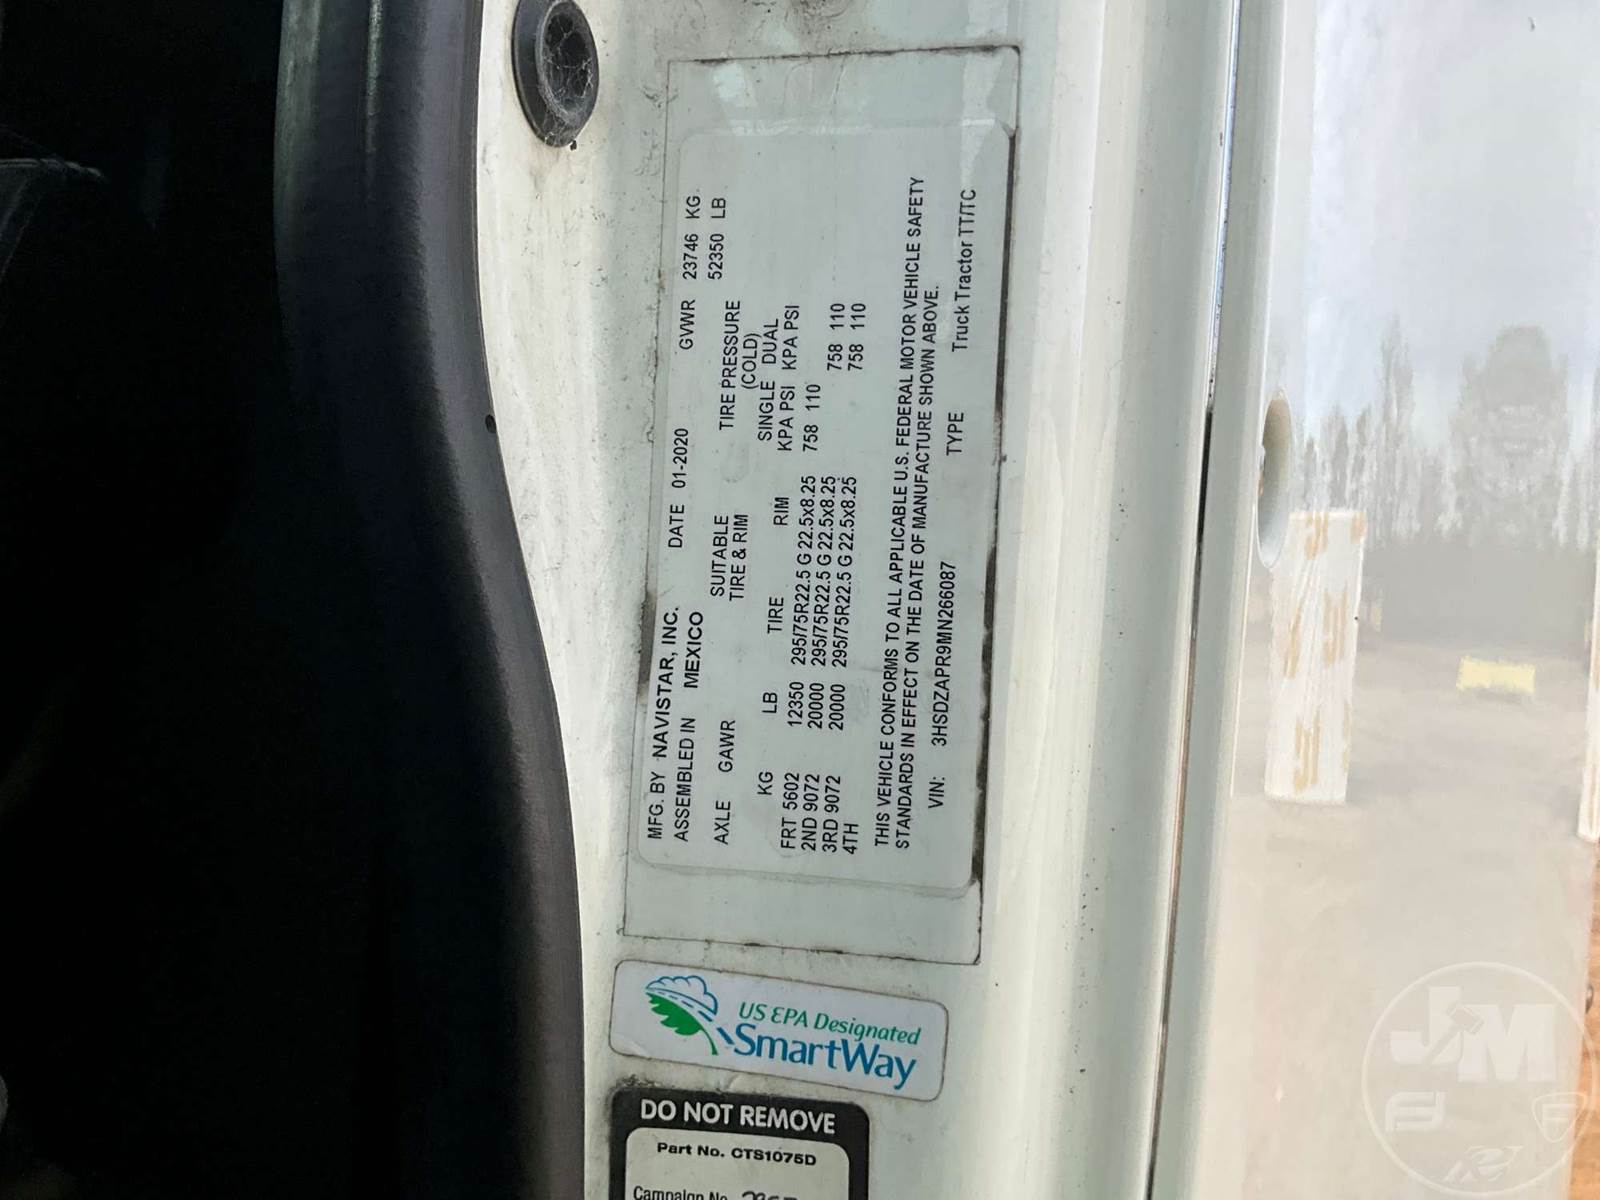 MFG. BY NAVISTAR, INC. DATE 01-2020 GVWR 23746 KG
ASSEMBLED IN MEXICO 52350 LB
AXLE GAWR SUITABLE TIRE PRESSURE
TIRE & RIM (COLD)
SINGLE DUAL
KG LB TIRE RIM KPA PSI KPA PSI
FRT 5602 12350 295/75R22.5 G 22.5x8.25 758 110
2ND 9072 20000 295/75R22.5 G 22.5x8.25 758 110
3RD 9072 20000 295/75R22.5 G 22.5x8.25 758 110
4TH
THIS VEHICLE CONFORMS TO ALL APPLICABLE U.S. FEDERAL MOTOR VEHICLE SAFETY
STANDARDS IN EFFECT ON THE DATE OF MANUFACTURE SHOWN ABOVE.
VIN: 3HSDZAPR9MN266087 TYPE Truck Tractor TT/TC
US EPA Designated
SmartWay
DO NOT REMOVE
Part No. CTS1075D
Campaign No.
JM